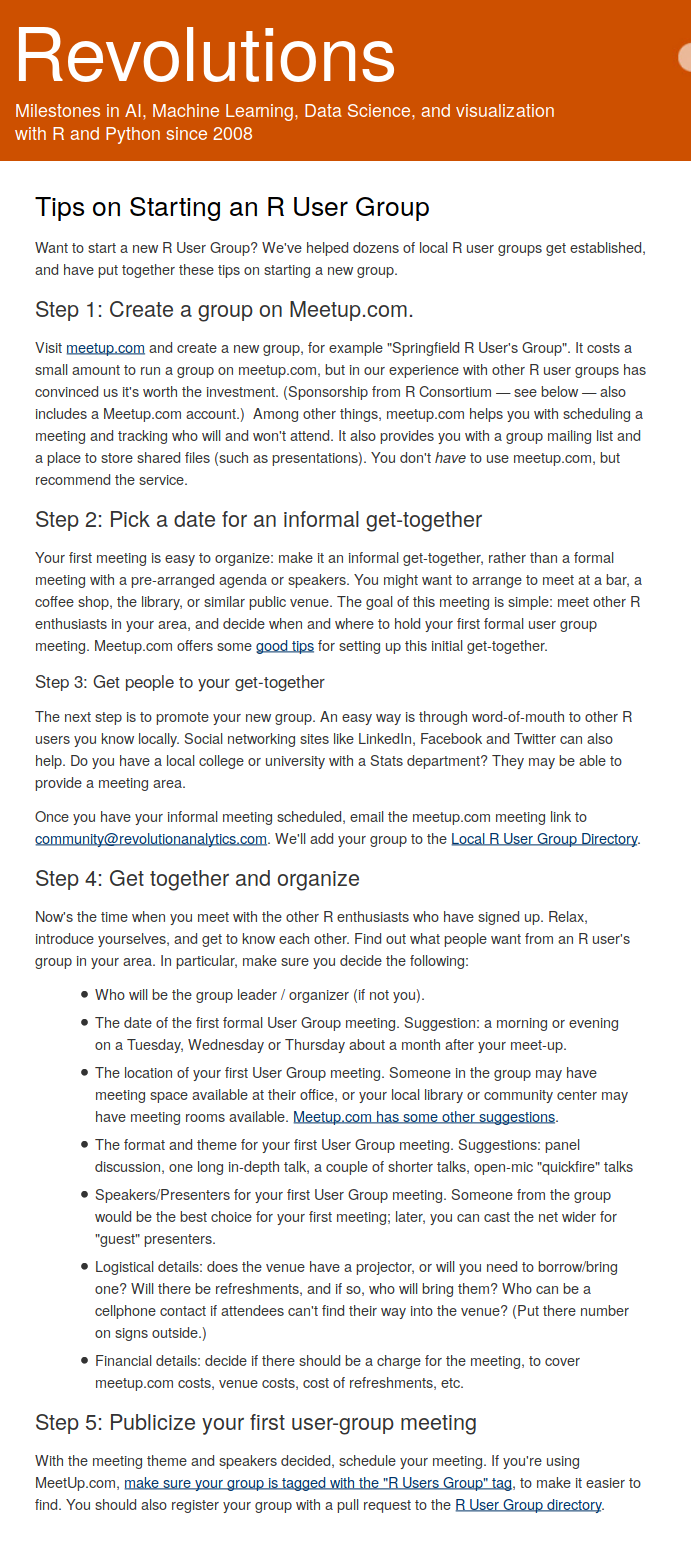 Revolutions
Milestones in AI, Machine Learning, Data Science, and visualization
with R and Python since 2008
Tips on Starting an R User Group
Want to start a new R User Group? We've helped dozens of local R user groups get established,
and have put together these tips on starting a new group.
Step 1: Create a group on Meetup.com.
Visit meetup.com and create a new group, for example "Springfield R User's Group". It costs a
small amount to run a group on meetup.com, but in our experience with other R user groups has
convinced us it's worth the investment. (Sponsorship from R Consortium — see below — also
includes a Meetup.com account.)  Among other things, meetup.com helps you with scheduling a
meeting and tracking who will and won't attend. It also provides you with a group mailing list and
a place to store shared files (such as presentations). You don't have to use meetup.com, but
recommend the service.
Step 2: Pick a date for an informal get-together
Your first meeting is easy to organize: make it an informal get-together, rather than a formal
meeting with a pre-arranged agenda or speakers. You might want to arrange to meet at a bar, a
coffee shop, the library, or similar public venue. The goal of this meeting is simple: meet other R
enthusiasts in your area, and decide when and where to hold your first formal user group
meeting. Meetup.com offers some good tips for setting up this initial get-together.
Step 3: Get people to your get-together
The next step is to promote your new group. An easy way is through word-of-mouth to other R
users you know locally. Social networking sites like LinkedIn, Facebook and Twitter can also
help. Do you have a local college or university with a Stats department? They may be able to
provide a meeting area.
Once you have your informal meeting scheduled, email the meetup.com meeting link to
community@revolutionanalytics.com. We'll add your group to the Local R User Group Directory.
Step 4: Get together and organize
Now's the time when you meet with the other R enthusiasts who have signed up. Relax,
introduce yourselves, and get to know each other. Find out what people want from an R user's
group in your area. In particular, make sure you decide the following:
• Who will be the group leader / organizer (if not you).
• The date of the first formal User Group meeting. Suggestion: a morning or evening
on a Tuesday, Wednesday or Thursday about a month after your meet-up.
• The location of your first User Group meeting. Someone in the group may have
meeting space available at their office, or your local library or community center may
have meeting rooms available. Meetup.com has some other suggestions.
• The format and theme for your first User Group meeting. Suggestions: panel
discussion, one long in-depth talk, a couple of shorter talks, open-mic "quickfire" talks
• Speakers/Presenters for your first User Group meeting. Someone from the group
would be the best choice for your first meeting; later, you can cast the net wider for
"guest" presenters.
• Logistical details: does the venue have a projector, or will you need to borrow/bring
one? Will there be refreshments, and if so, who will bring them? Who can be a
cellphone contact if attendees can't find their way into the venue? (Put there number
on signs outside.)
• Financial details: decide if there should be a charge for the meeting, to cover
meetup.com costs, venue costs, cost of refreshments, etc.
Step 5: Publicize your first user-group meeting
With the meeting theme and speakers decided, schedule your meeting. If you're using
MeetUp.com, make sure your group is tagged with the "R Users Group" tag, to make it easier to
find. You should also register your group with a pull request to the R User Group directory.